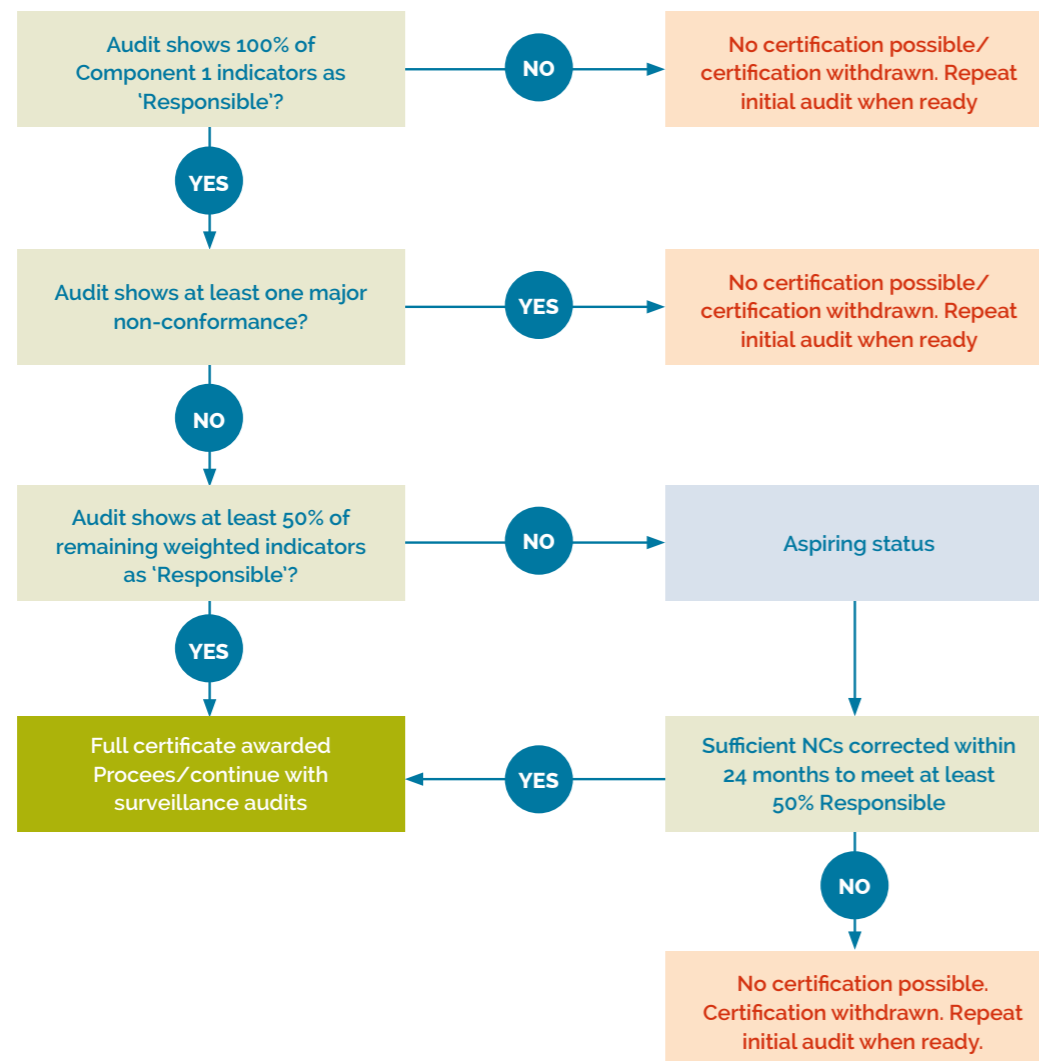 Audit shows 100% of
Component 1 indicators as
‘Responsible’?
NO
No certification possible/
certification withdrawn. Repeat
initial audit when ready
YES
Audit shows at least one major
non-conformance?
YES
No certification possible/
certification withdrawn. Repeat
initial audit when ready
NO
Audit shows at least 50% of
remaining weighted indicators
as ‘Responsible’?
NO
Aspiring status
YES
Full certificate awarded
Procees/continue with
surveillance audits
YES
Sufficient NCs corrected within
24 months to meet at least
50% Responsible
NO
No certification possible.
Certification withdrawn. Repeat
initial audit when ready.